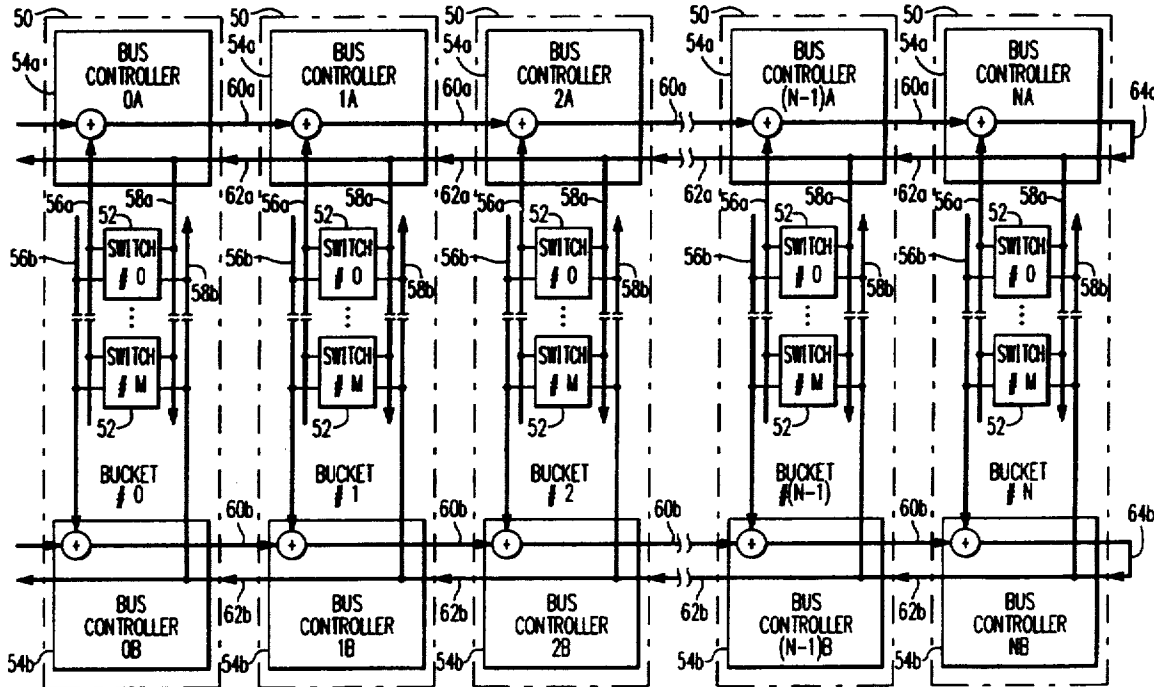 50 50 50 50 50
54a BUS CONTROLLER 0A
54a BUS CONTROLLER 1A
54a BUS CONTROLLER 2A
54a BUS CONTROLLER (N-1)A
54a BUS CONTROLLER NA
60a 60a 60a 60a 64a
+ + + + +
62a 62a 62a 62a
56a 58a 56a 58a 56a 58a 56a 58a 56a 58a
52 52 52 52 52
56b SWITCH # 0 58b
56b SWITCH # 0 58b
56b SWITCH # 0 58b
56b SWITCH # 0 58b
56b SWITCH # 0 58b
SWITCH # M
SWITCH # M
SWITCH # M
SWITCH # M
SWITCH # M
52 52 52 52 52
BUCKET # 0
BUCKET # 1
BUCKET # 2
BUCKET #(N-1)
BUCKET # N
60b 60b 60b 60b 64b
+ + + + +
62b 62b 62b 62b
54b BUS CONTROLLER 0B
54b BUS CONTROLLER 1B
54b BUS CONTROLLER 2B
54b BUS CONTROLLER (N-1)B
54b BUS CONTROLLER NB